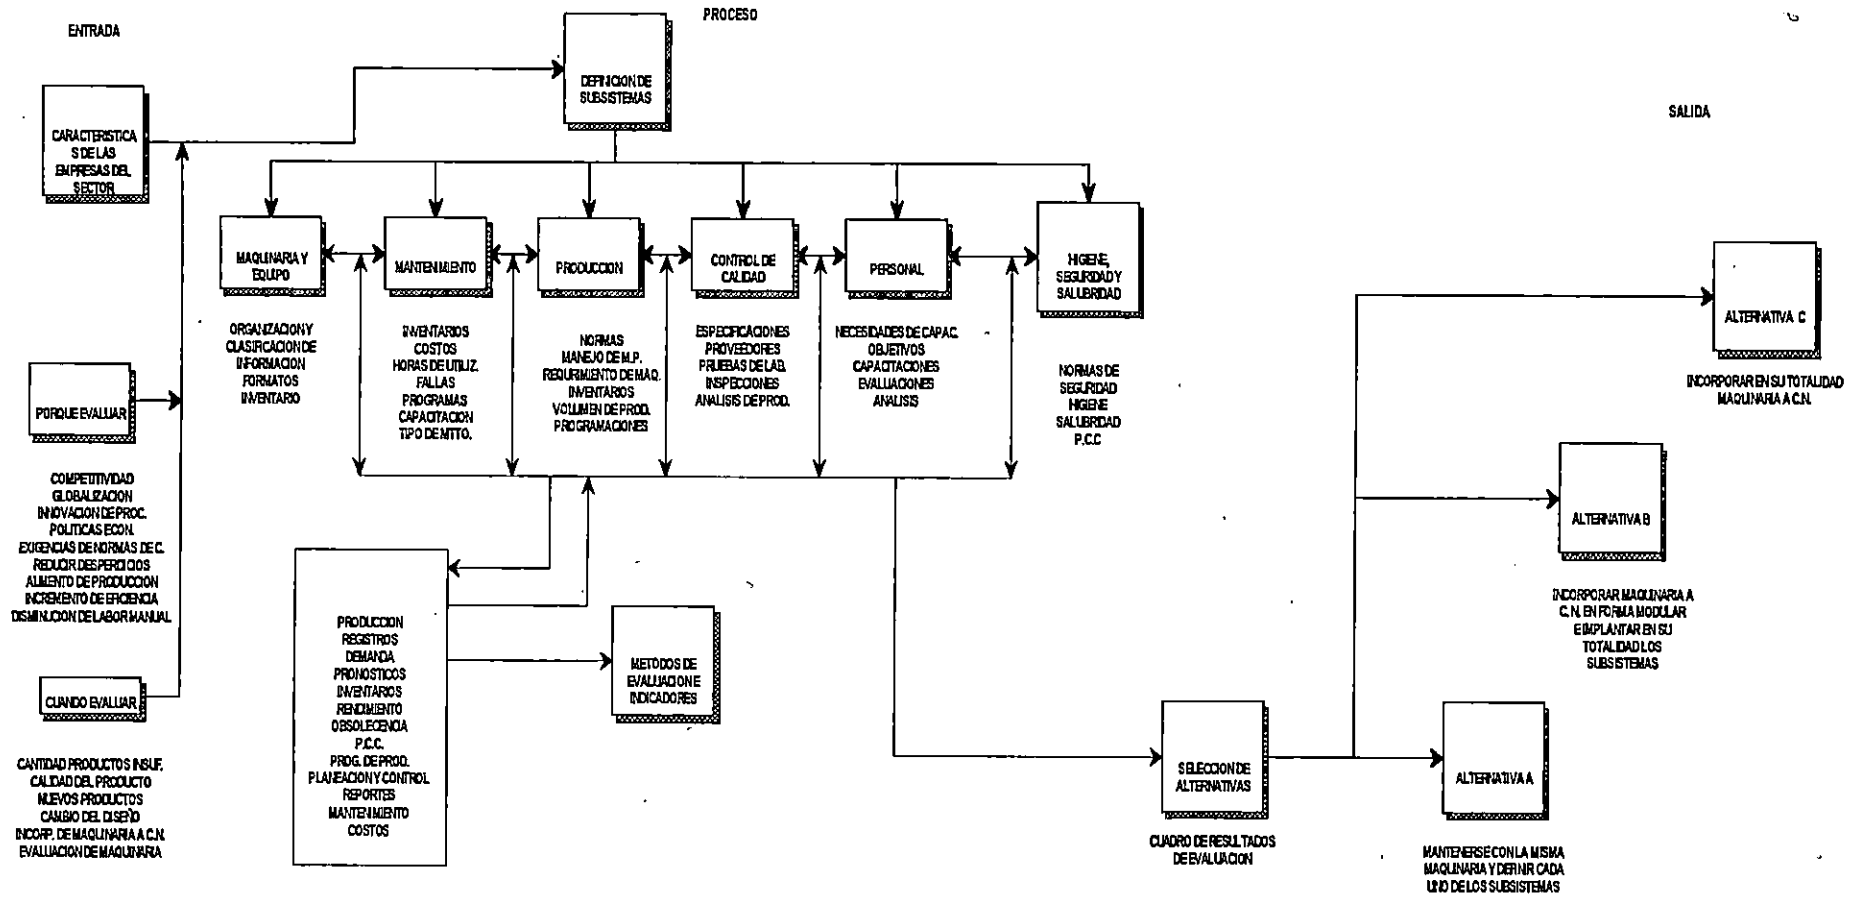 ENTRADA
PROCESO
SALIDA
CARACTERISTICA
S DE LAS
EMPRESAS DEL
SECTOR
DEFINICION DE
SUBSISTEMAS
MAQUINARIA Y
EQUIPO
MANTENIMIENTO
PRODUCCION
CONTROL DE
CALIDAD
PERSONAL
HIGIENE,
SEGURIDAD Y
SALUBRIDAD
ORGANIZACION Y
CLASIFICACION DE
INFORMACION
FORMATOS
INVENTARIO
INVENTARIOS
COSTOS
HORAS DE UTILIZ.
FALLAS
PROGRAMAS
CAPACITACION
TIPO DE MTTO.
NORMAS
MANEJO DE M.P.
REQURIMIENTO DE MAQ.
INVENTARIOS
VOLUMEN DE PROD.
PROGRAMACIONES
ESPECIFICACIONES
PROVEEDORES
PRUEBAS DE LAB.
INSPECCIONES
ANALISIS DE PROD.
NECESIDADES DE CAPAC.
OBJETIVOS
CAPACITACIONES
EVALUACIONES
ANALISIS
NORMAS DE
SEGURIDAD
HIGIENE
SALUBRIDAD
P.C.C
PORQUE EVALUAR
COMPETITIVIDAD
GLOBALIZACION
INNOVACION DE PROC.
POLITICAS ECON.
EXIGENCIAS DE NORMAS DE C.
REDUCIR DESPERDICIOS
AUMENTO DE PRODUCCION
INCREMENTO DE EFICIENCIA
DISMINUCION DE LABOR MANUAL
CUANDO EVALUAR
CANTIDAD PRODUCTOS INSUF.
CALIDAD DEL PRODUCTO
NUEVOS PRODUCTOS
CAMBIO DEL DISEÑO
INCORP. DE MAQUINARIA A C.N.
EVALUACION DE MAQUINARIA
PRODUCCION
REGISTROS
DEMANDA
PRONOSTICOS
INVENTARIOS
RENDIMIENTO
OBSOLECENCIA
P.C.C.
PROG. DE PROD.
PLANEACION Y CONTROL
REPORTES
MANTENIMIENTO
COSTOS
METODOS DE
EVALUACION E
INDICADORES
SELECCION DE
ALTERNATIVAS
CUADRO DE RESULTADOS
DE EVALUACION
ALTERNATIVA C
INCORPORAR EN SU TOTALIDAD
MAQUINARIA A C.N.
ALTERNATIVA B
INCORPORAR MAQUINARIA A
C.N. EN FORMA MODULAR
E IMPLANTAR EN SU
TOTALIDAD LOS
SUBSISTEMAS
ALTERNATIVA A
MANTENERSE CON LA MISMA
MAQUINARIA Y DEFINIR CADA
UNO DE LOS SUBSISTEMAS